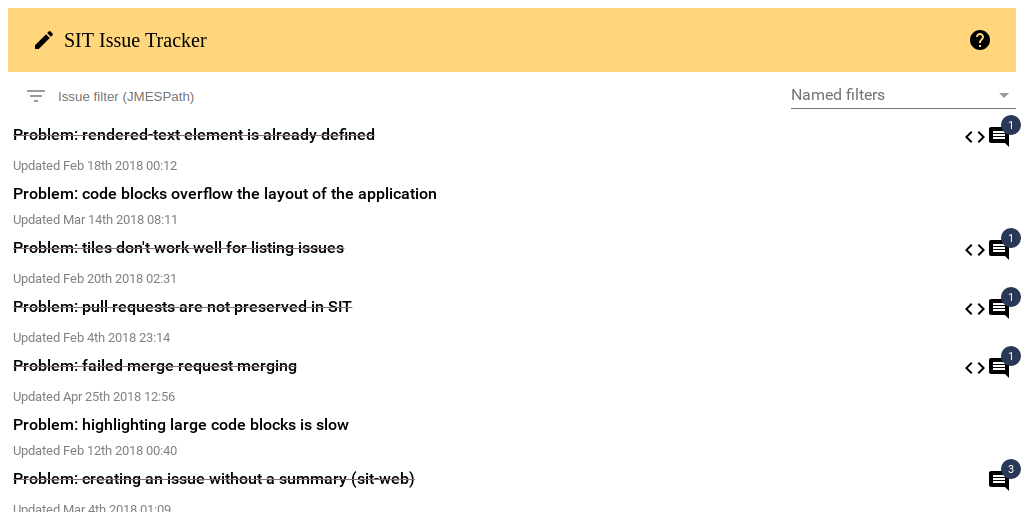 SIT Issue Tracker
Issue filter (JMESPath)
Named filters
Problem: rendered-text element is already defined
1
Updated Feb 18th 2018 00:12
Problem: code blocks overflow the layout of the application
Updated Mar 14th 2018 08:11
Problem: tiles don't work well for listing issues
1
Updated Feb 20th 2018 02:31
Problem: pull requests are not preserved in SIT
1
Updated Feb 4th 2018 23:14
Problem: failed merge request merging
1
Updated Apr 25th 2018 12:56
Problem: highlighting large code blocks is slow
Updated Feb 12th 2018 00:40
Problem: creating an issue without a summary (sit-web)
3
Updated Mar 4th 2018 01:09